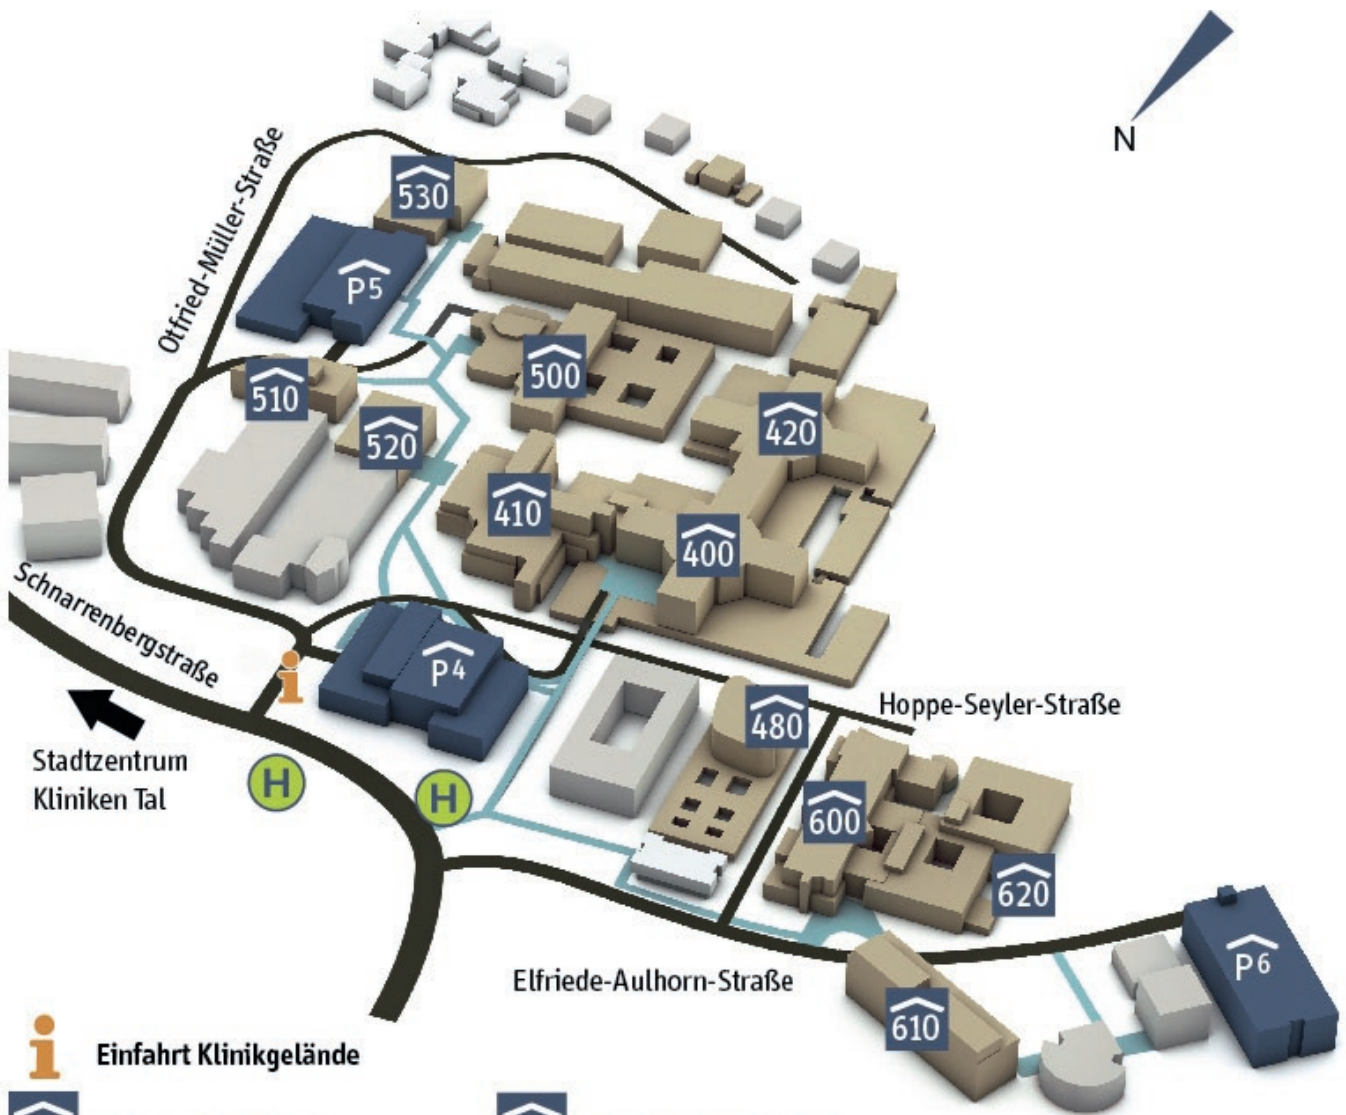 N
Otfried-Müller-Straße
530
P5
500
510
520
420
410
400
Schnarrenbergstraße
i
P4
Hoppe-Seyler-Straße
480
Stadtzentrum
Kliniken Tal
H
H
600
620
P6
Elfriede-Aulhorn-Straße
610
i Einfahrt Klinikgelände